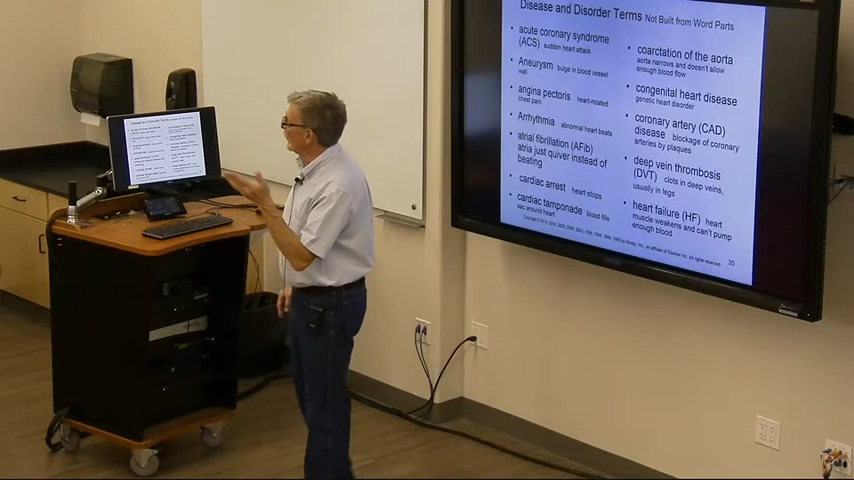 Disease and Disorder Terms Not Built from Word Parts
• acute coronary syndrome
(ACS) sudden heart attack
• Aneurysm bulge in blood vessel
wall
• angina pectoris heart-related
chest pain
• Arrhythmia abnormal heart beats
• atrial fibrillation (AFib)
atria just quiver instead of
beating
• cardiac arrest heart stops
• cardiac tamponade blood fills
sac around heart
• coarctation of the aorta
aorta narrows and doesn't allow
enough blood flow
• congenital heart disease
genetic heart disorder
• coronary artery (CAD)
disease blockage of coronary
arteries by plaques
• deep vein thrombosis
(DVT) clots in deep veins,
usually in legs
• heart failure (HF) heart
muscle weakens and can't pump
enough blood
35